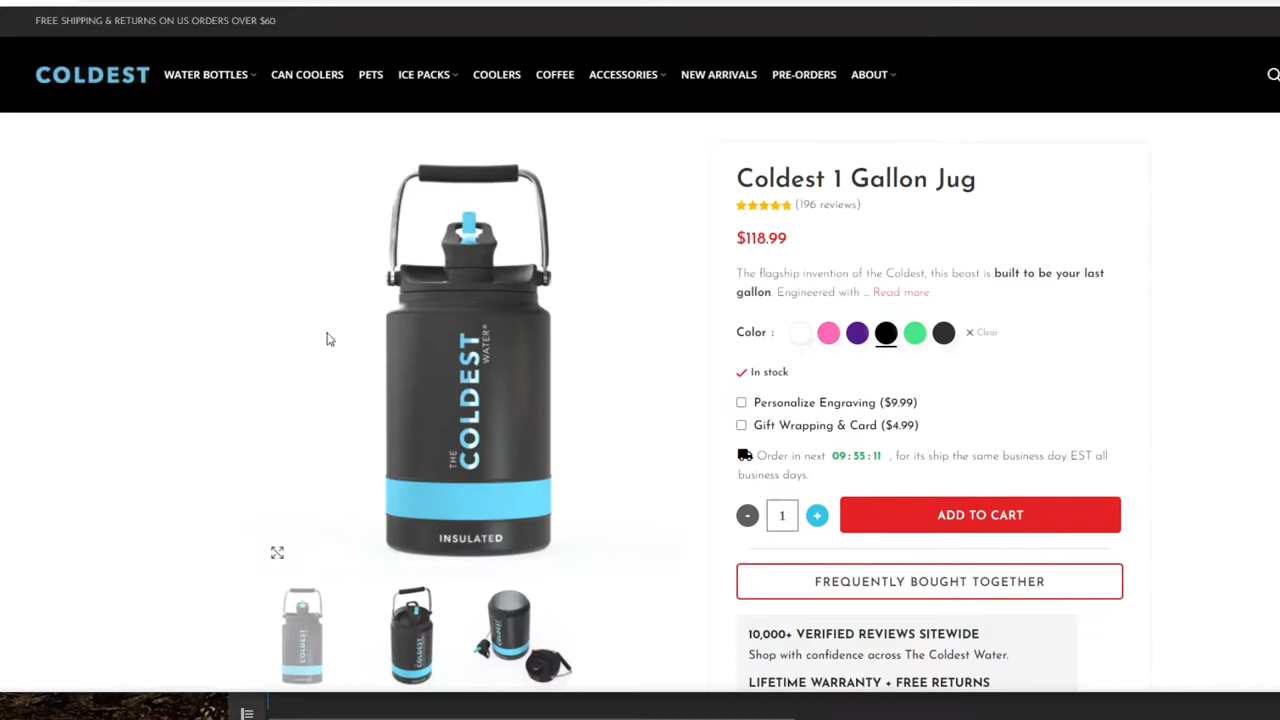 FREE SHIPPING & RETURNS ON US ORDERS OVER $60
COLDEST WATER BOTTLES CAN COOLERS PETS ICE PACKS COOLERS COFFEE ACCESSORIES NEW ARRIVALS PRE-ORDERS ABOUT
THE COLDEST WATER®
INSULATED
Coldest 1 Gallon Jug
(196 reviews)
$118.99
The flagship invention of the Coldest, this beast is built to be your last
gallon. Engineered with ... Read more
Color : × Clear
In stock
Personalize Engraving ($9.99)
Gift Wrapping & Card ($4.99)
Order in next 09 : 55 : 11 , for its ship the same business day EST all
business days.
- 1 + ADD TO CART
FREQUENTLY BOUGHT TOGETHER
10,000+ VERIFIED REVIEWS SITEWIDE
Shop with confidence across The Coldest Water.
LIFETIME WARRANTY + FREE RETURNS
COLDEST
COLDEST